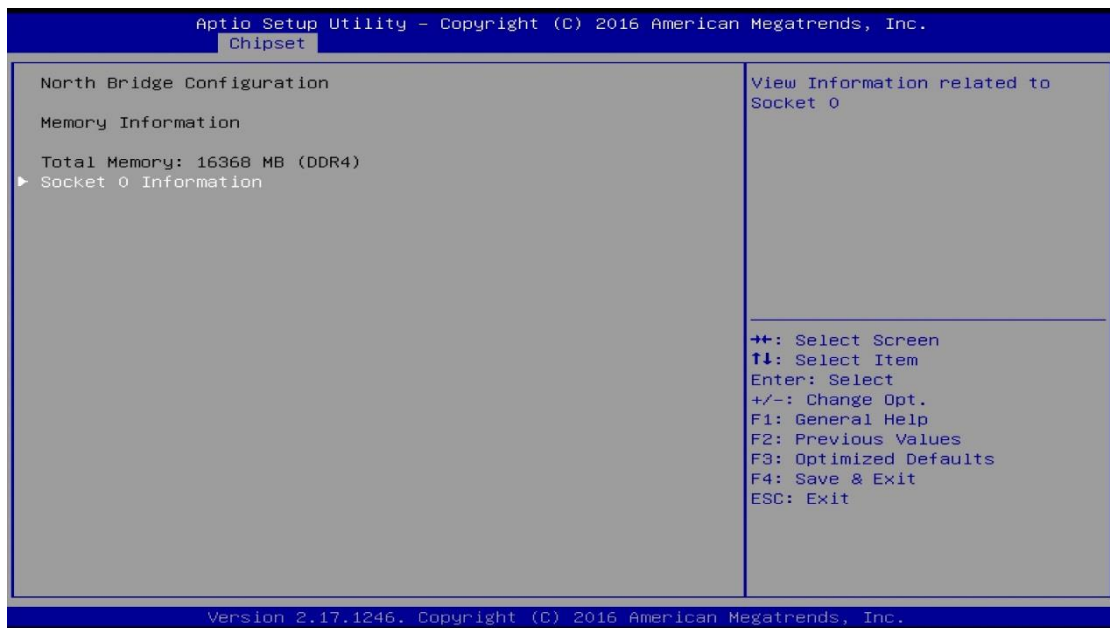 Aptio Setup Utility – Copyright (C) 2016 American Megatrends, Inc.
Chipset
North Bridge Configuration
Memory Information
Total Memory: 16368 MB (DDR4)
► Socket 0 Information
View Information related to
Socket 0
→←: Select Screen
↑↓: Select Item
Enter: Select
+/-: Change Opt.
F1: General Help
F2: Previous Values
F3: Optimized Defaults
F4: Save & Exit
ESC: Exit
Version 2.17.1246. Copyright (C) 2016 American Megatrends, Inc.